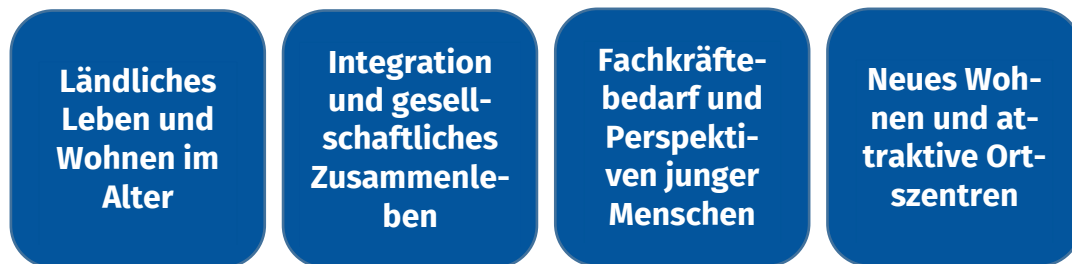 Ländliches
Leben und
Wohnen im
Alter
Integration
und gesell-
schaftliches
Zusammenle-
ben
Fachkräfte-
bedarf und
Perspekti-
ven junger
Menschen
Neues Woh-
nen und at-
traktive Ort-
szentren